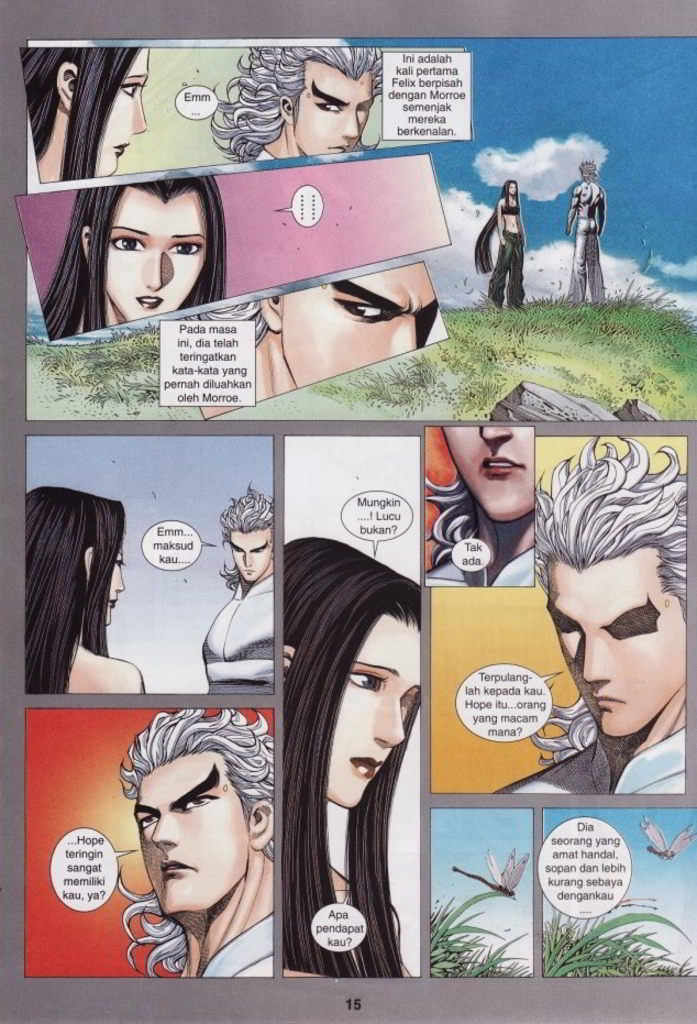 Emm
...
Ini adalah
kali pertama
Felix berpisah
dengan Morroe
semenjak
mereka
berkenalan.
Pada masa
ini, dia telah
teringatkan
kata-kata yang
pernah diluahkan
oleh Morroe.
Emm...
maksud
kau....
Mungkin
....! Lucu
bukan?
Tak
ada.
Terpulang-
lah kepada kau.
Hope itu...orang
yang macam
mana?
...Hope
teringin
sangat
memiliki
kau, ya?
Apa
pendapat
kau?
Dia
seorang yang
amat handal,
sopan dan lebih
kurang sebaya
dengankau
....
15